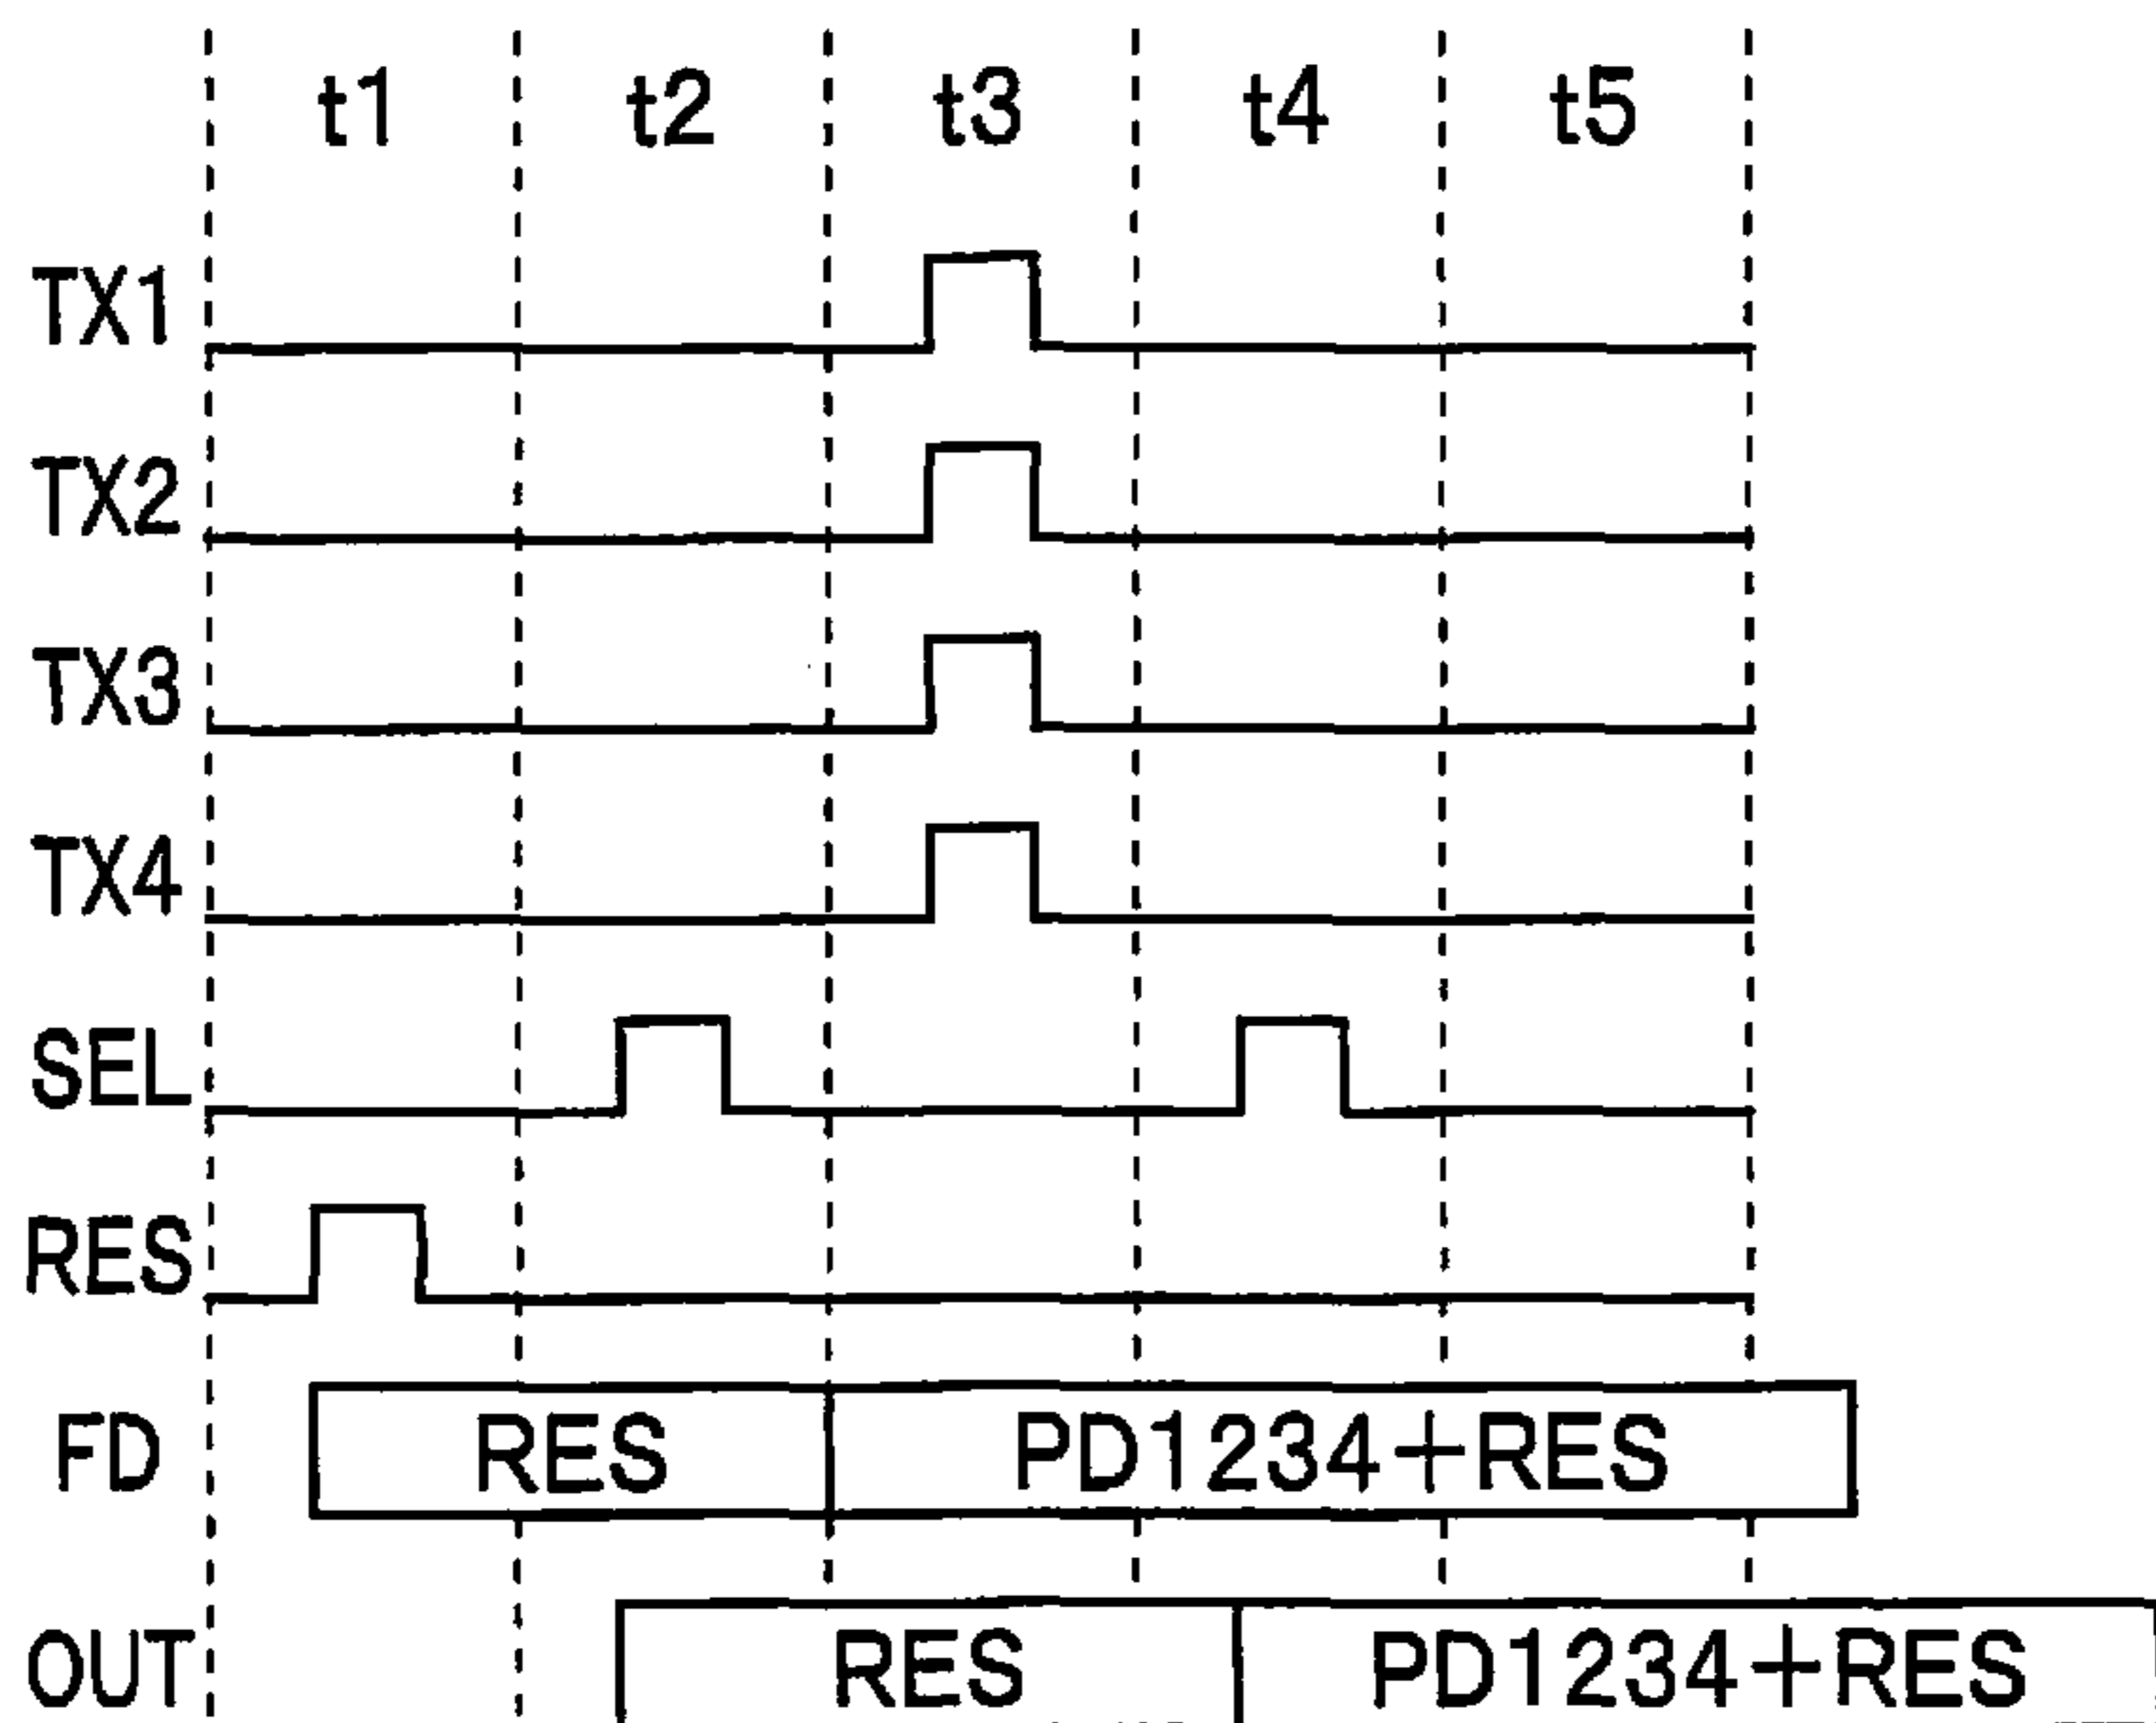 t1 t2 t3 t4 t5
TX1
TX2
TX3
TX4
SEL
RES
FD RES PD1234+RES
OUT RES PD1234+RES